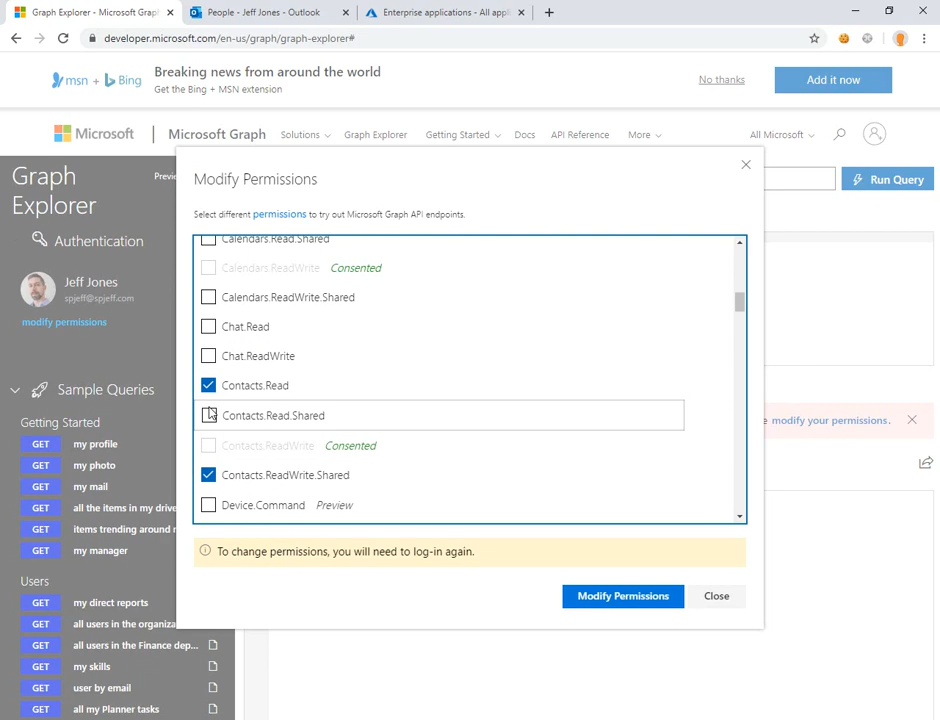 Microsoft Graph - Graph Explorer
People - Jeff Jones - Outlook
Enterprise applications - All appl
developer.microsoft.com/en-us/graph/graph-explorer#
msn + Bing
Breaking news from around the world
Get the Bing + MSN extension
No thanks
Add it now
Microsoft
Microsoft Graph
Solutions
Graph Explorer
Getting Started
Docs
API Reference
More
All Microsoft
Graph
Explorer
Previe
Authentication
Jeff Jones
spjeff@spjeff.com
modify permissions
Sample Queries
Getting Started
GET my profile
GET my photo
GET my mail
GET all the items in my drive
GET items trending around
GET my manager
Users
GET my direct reports
GET all users in the organiza
GET all users in the Finance dep...
GET my skills
GET user by email
GET all my Planner tasks
Modify Permissions
Select different permissions to try out Microsoft Graph API endpoints.
Calendars.Read.Shared
Calendars.ReadWrite Consented
Calendars.ReadWrite.Shared
Chat.Read
Chat.ReadWrite
Contacts.Read
Contacts.Read.Shared
Contacts.ReadWrite Consented
Contacts.ReadWrite.Shared
Device.Command Preview
To change permissions, you will need to log-in again.
Modify Permissions
Close
Run Query
e modify your permissions.